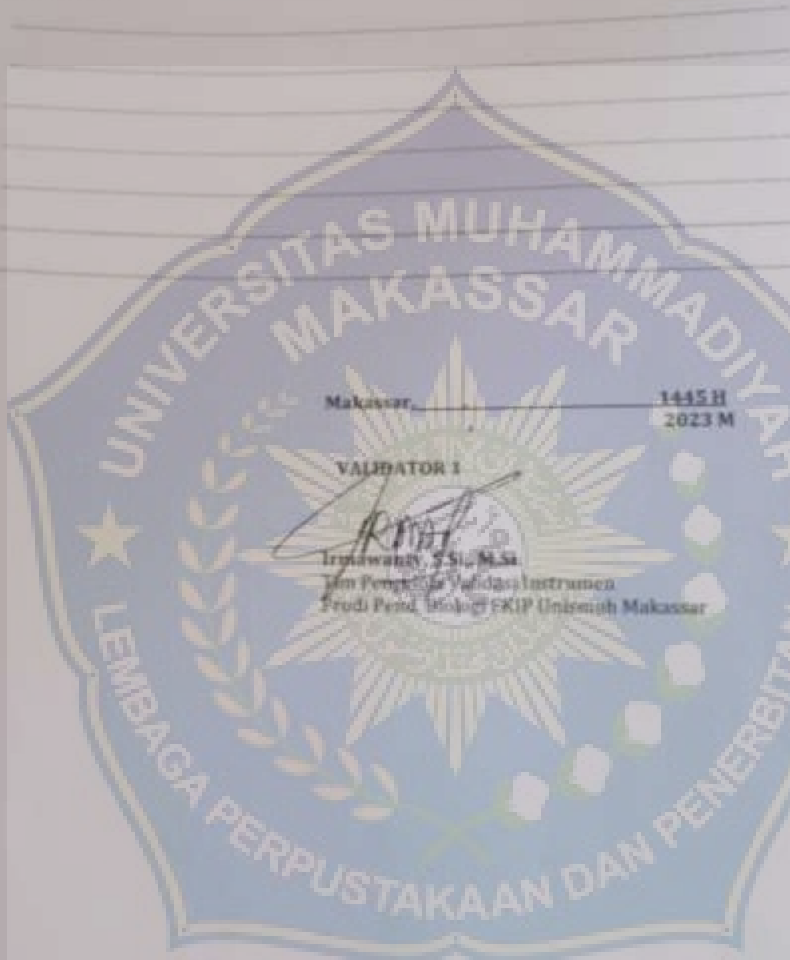 UNIVERSITAS MUHAMMADIYAH
MAKASSAR
Makassar, 1445 H
2023 M
VALIDATOR 1
Irmawanty, S.Si., M.Si
Tim Pengelola Validasi Instrumen
Prodi Pend. Biologi FKIP Unismuh Makassar
LEMBAGA PERPUSTAKAAN DAN PENERBITAN